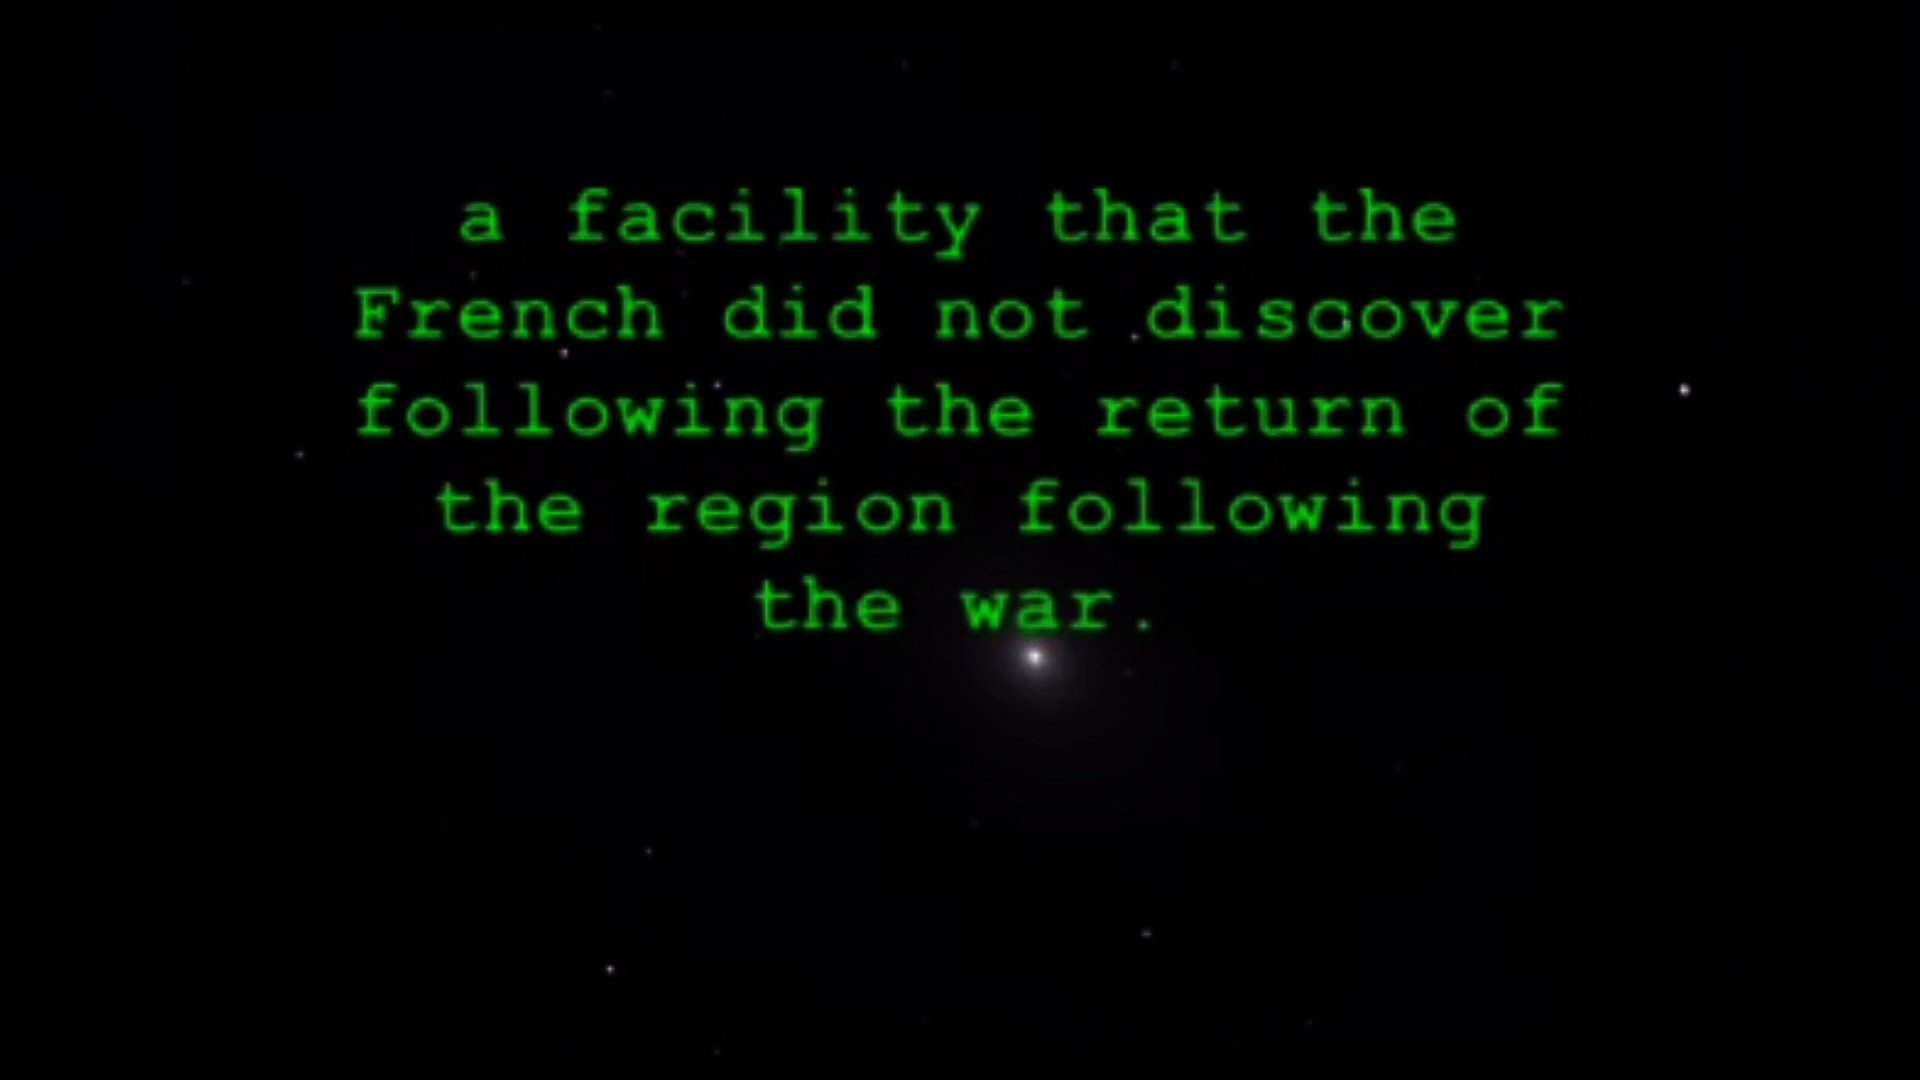 a facility that the
French did not discover
following the return of
the region following
the war.